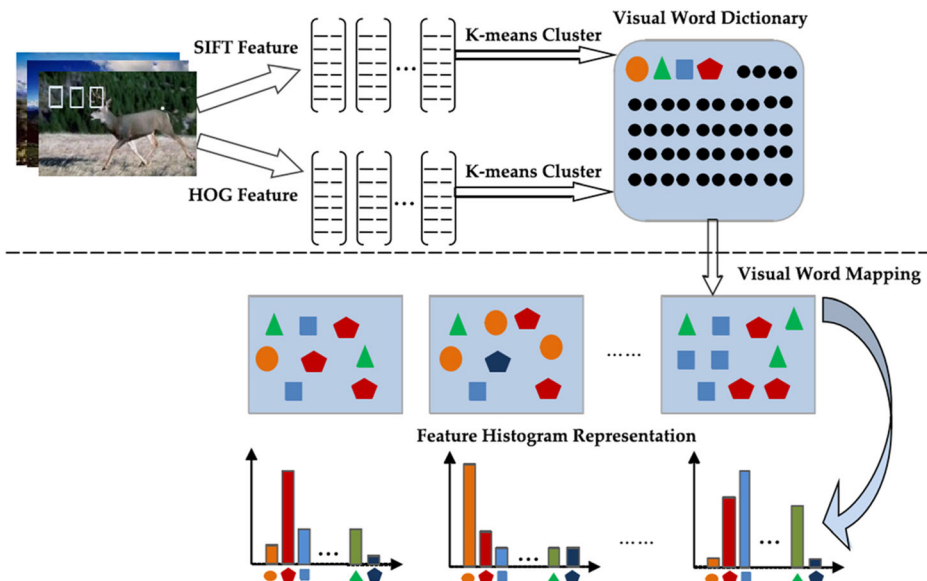 Visual Word Dictionary
SIFT Feature
K-means Cluster
...
HOG Feature
K-means Cluster
...
Visual Word Mapping
......
Feature Histogram Representation
...
...
......
...